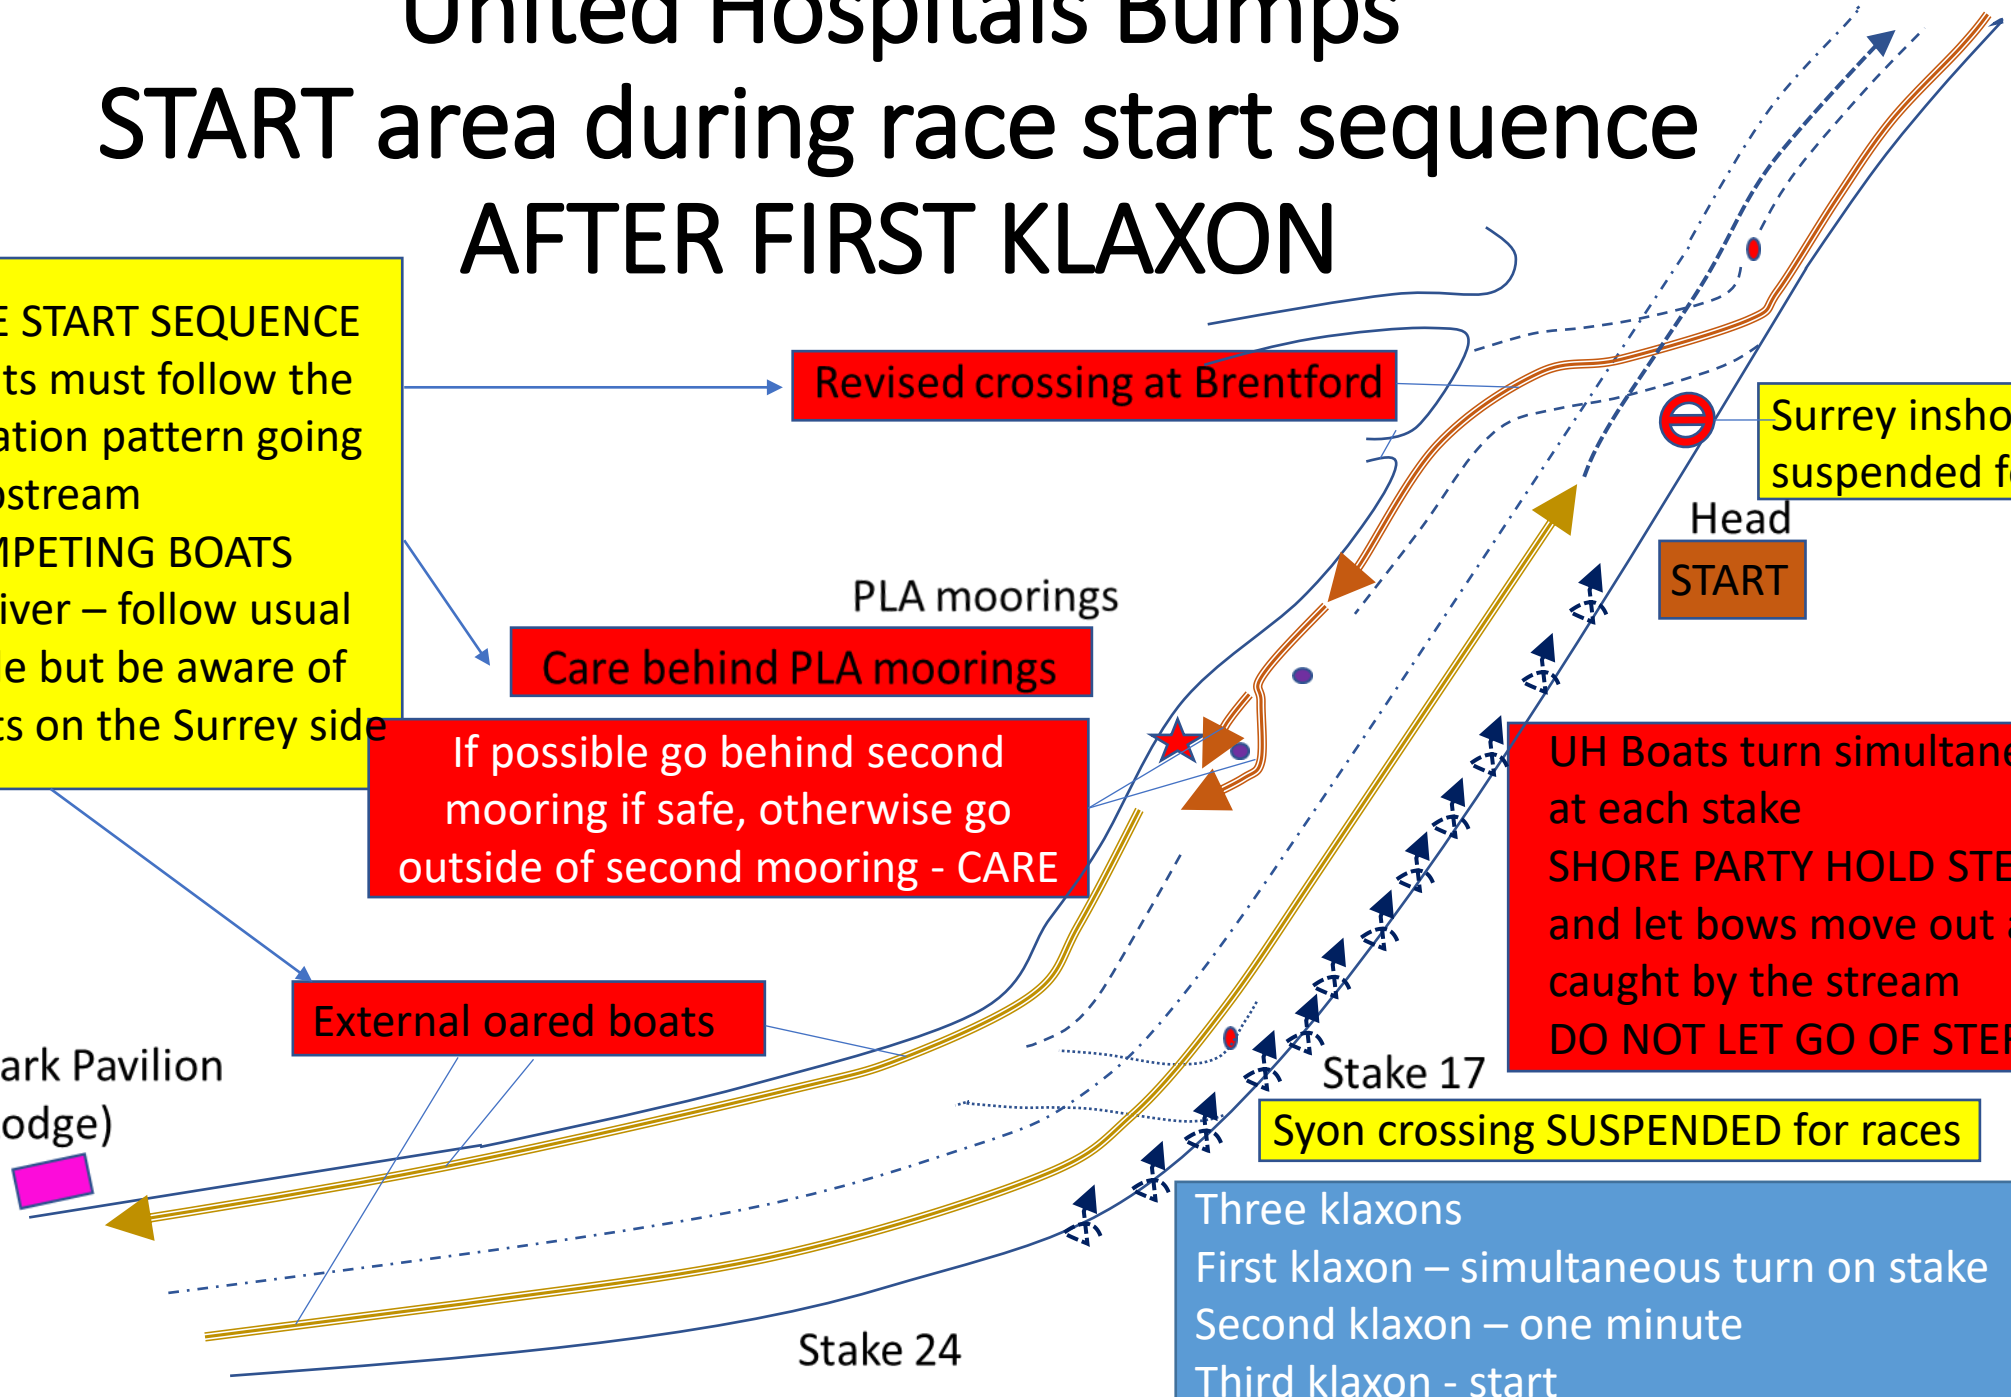 United Hospitals Bumps
START area during race start sequence
AFTER FIRST KLAXON
E START SEQUENCE
ts must follow the
ation pattern going
ostream
MPETING BOATS
iver – follow usual
le but be aware of
ts on the Surrey side
Revised crossing at Brentford
Surrey insho
suspended f
Head
START
PLA moorings
Care behind PLA moorings
If possible go behind second
mooring if safe, otherwise go
outside of second mooring - CARE
UH Boats turn simultane
at each stake
SHORE PARTY HOLD STE
and let bows move out a
caught by the stream
DO NOT LET GO OF STER
External oared boats
ark Pavilion
odge)
Stake 17
Syon crossing SUSPENDED for races
Three klaxons
First klaxon – simultaneous turn on stake
Second klaxon – one minute
Third klaxon - start
Stake 24